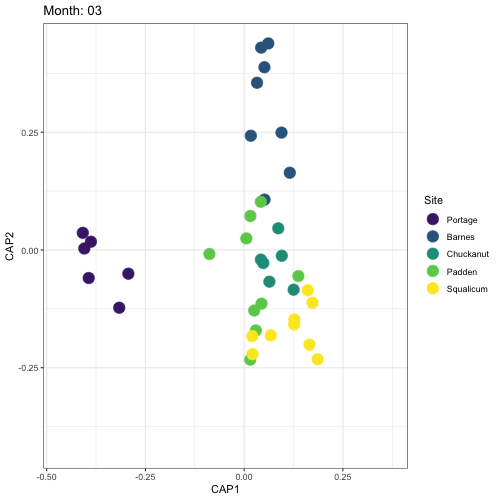 Month: 03
CAP2
0.25
0.00
-0.25
-0.50
-0.25
0.00
0.25
CAP1
Site
Portage
Barnes
Chuckanut
Padden
Squalicum